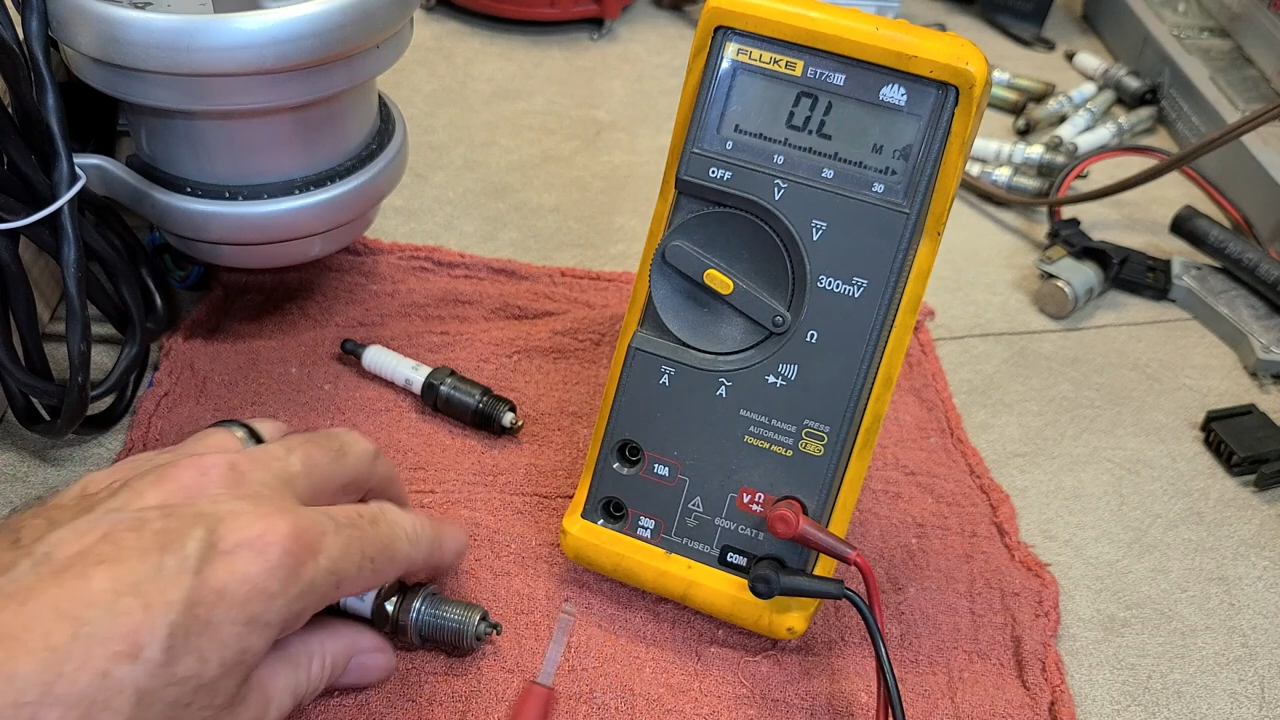 FLUKE
ET73III
MAC
TOOLS
0.L
M Ω
0 10 20 30
OFF
V
V
300mV
Ω
A
A
MANUAL RANGE
AUTORANGE
TOUCH HOLD
PRESS
1 SEC
10A
300
mA
V Ω
600V CAT II
FUSED
COM